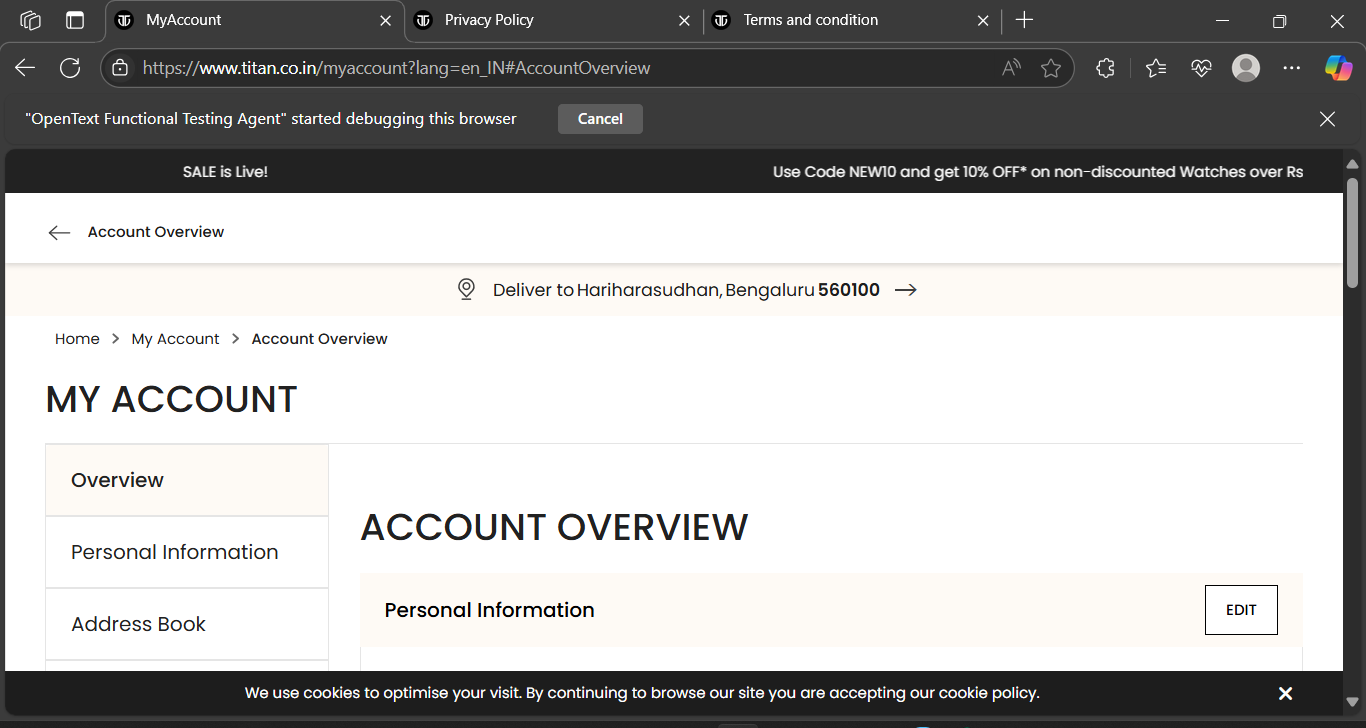 MyAccount
Privacy Policy
Terms and condition
https://www.titan.co.in/myaccount?lang=en_IN#AccountOverview
"OpenText Functional Testing Agent" started debugging this browser
Cancel
SALE is Live!
Use Code NEW10 and get 10% OFF* on non-discounted Watches over Rs
Account Overview
Deliver to Hariharasudhan, Bengaluru 560100
Home > My Account > Account Overview
MY ACCOUNT
Overview
Personal Information
Address Book
ACCOUNT OVERVIEW
Personal Information
EDIT
We use cookies to optimise your visit. By continuing to browse our site you are accepting our cookie policy.